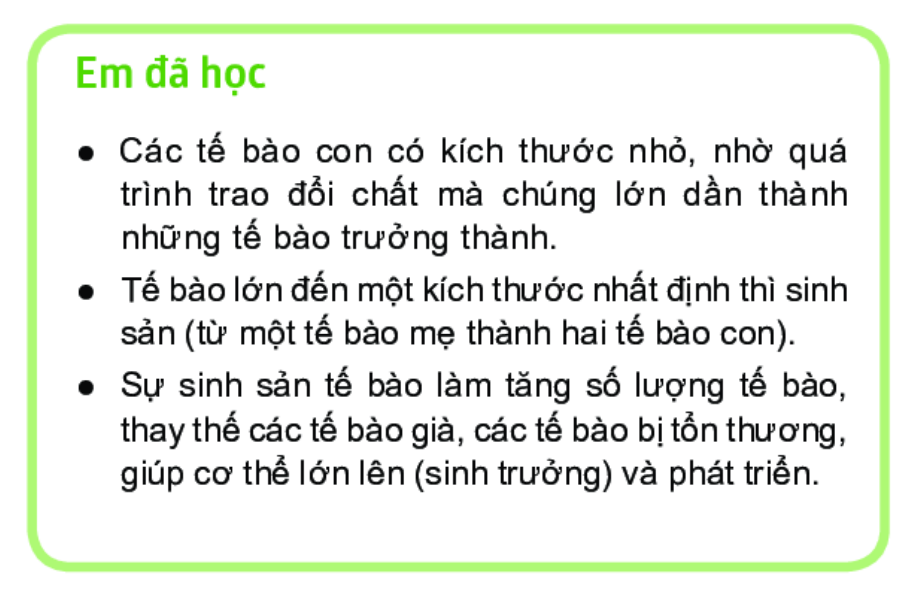 Em đã học
● Các tế bào con có kích thước nhỏ, nhờ quá
trình trao đổi chất mà chúng lớn dần thành
những tế bào trưởng thành.
● Tế bào lớn đến một kích thước nhất định thì sinh
sản (từ một tế bào mẹ thành hai tế bào con).
● Sự sinh sản tế bào làm tăng số lượng tế bào,
thay thế các tế bào già, các tế bào bị tổn thương,
giúp cơ thể lớn lên (sinh trưởng) và phát triển.